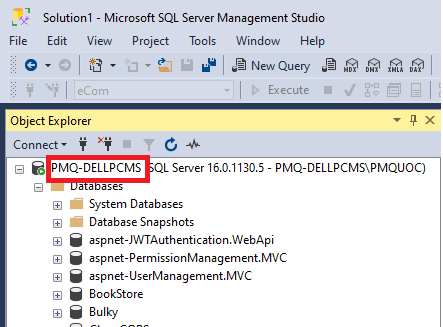 Solution1 - Microsoft SQL Server Management Studio
File Edit View Project Tools Window Help
New Query MDX DMX XMLA DAX
eCom Execute
Object Explorer
Connect
PMQ-DELLPCMS SQL Server 16.0.1130.5 - PMQ-DELLPCMS\PMQUOC)
Databases
System Databases
Database Snapshots
aspnet-JWTAuthentication.WebApi
aspnet-PermissionManagement.MVC
aspnet-UserManagement.MVC
BookStore
Bulky